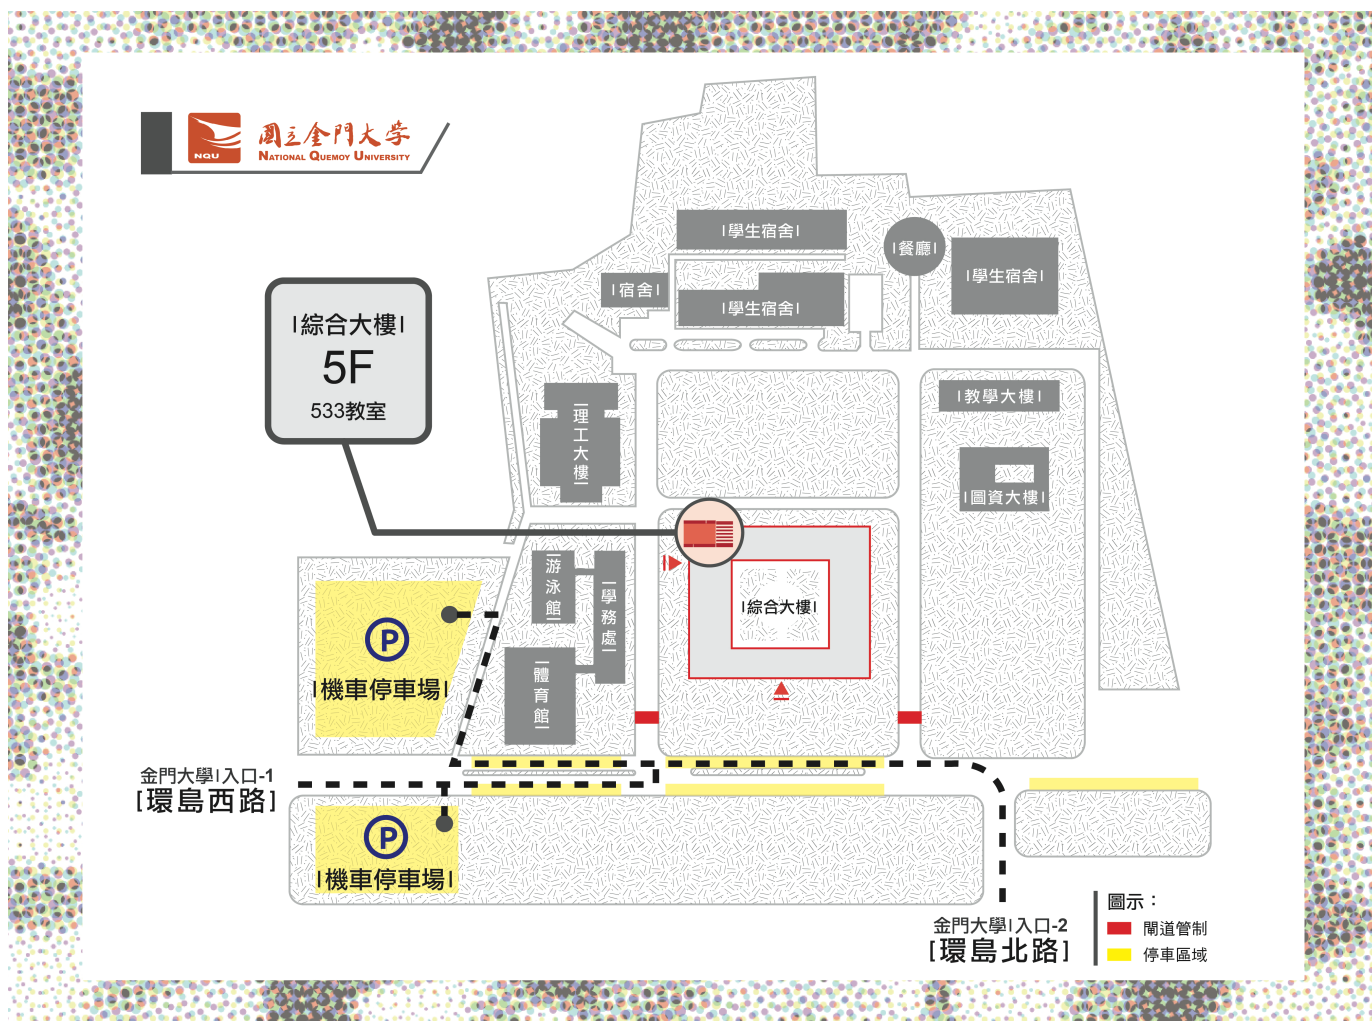 國立金門大學
NATIONAL QUEMOY UNIVERSITY
NQU
學生宿舍
餐廳
學生宿舍
宿舍
學生宿舍
綜合大樓
5F
533教室
教學大樓
理工大樓
圖資大樓
游泳館
學務處
綜合大樓
體育館
P
機車停車場
金門大學|入口-1
[環島西路]
P
機車停車場
金門大學|入口-2
[環島北路]
圖示：
閘道管制
停車區域